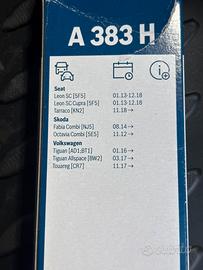 A 383 H
Seat
Leon SC [5F5] 01.13-12.18
Leon SC Cupra [5F5] 01.13-12.18
Tarraco [KN2] 11.18→
Skoda
Fabia Combi [NJ5] 08.14→
Octavia Combi [5E5] 11.12→
Volkswagen
Tiguan [AD1;BT1] 01.16→
Tiguan Allspace [BW2] 03.17→
Touareg [CR7] 11.17→
subito